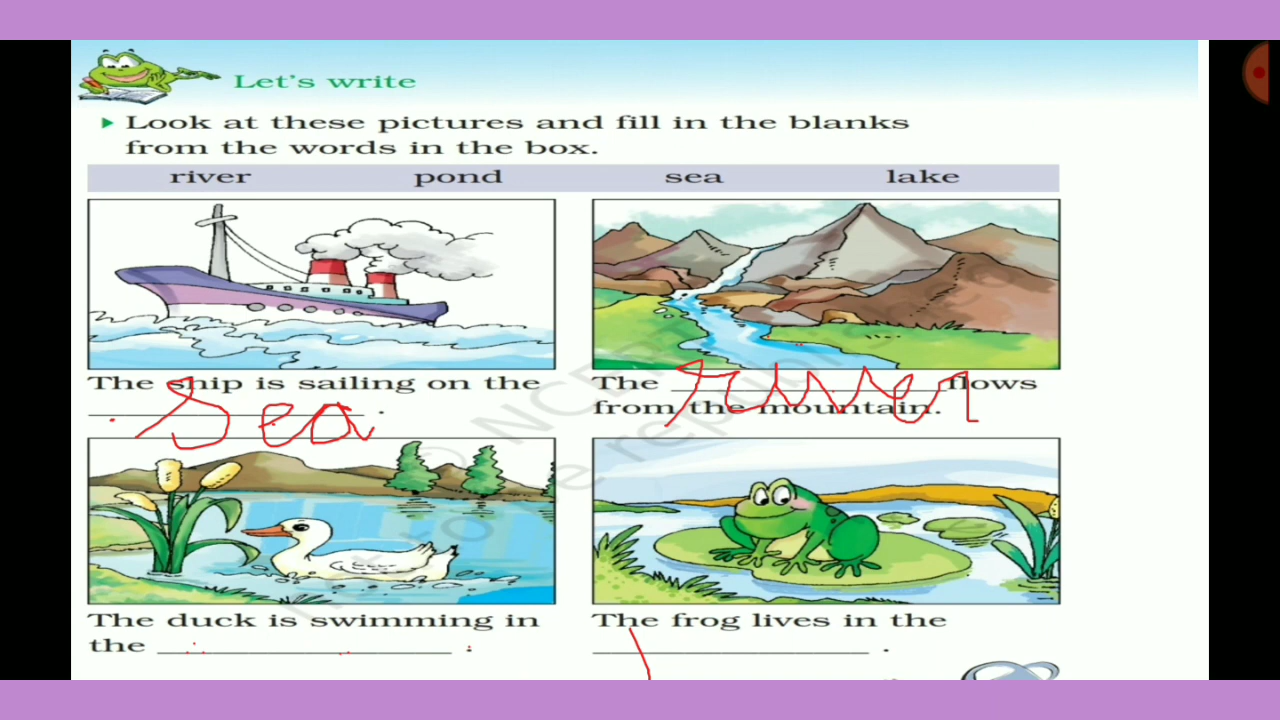 Let's write
Look at these pictures and fill in the blanks
from the words in the box.
river pond sea lake
The ship is sailing on the
sea .
The river flows
from the mountain.
The duck is swimming in
the .
The frog lives in the
.